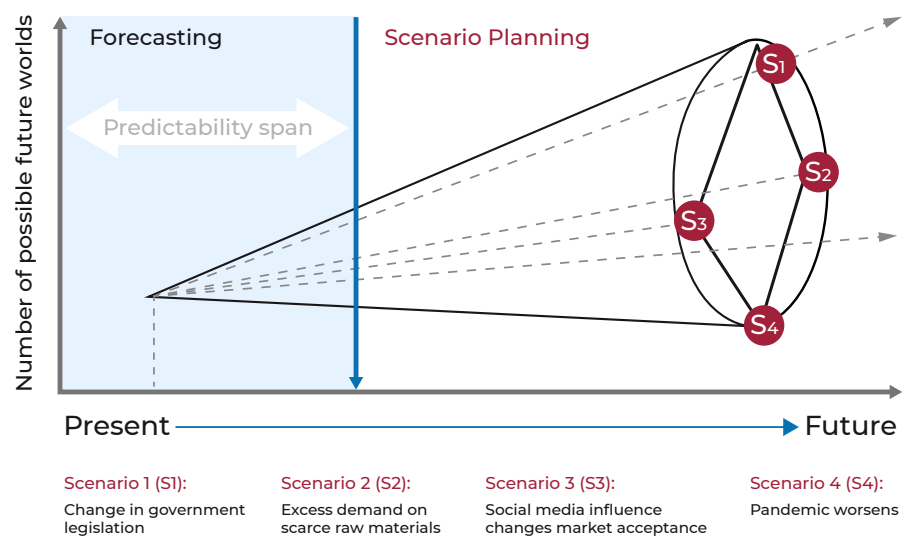 Number of possible future worlds
Forecasting
Scenario Planning
Predictability span
S1
S2
S3
S4
Present
Future
Scenario 1 (S1):
Change in government
legislation
Scenario 2 (S2):
Excess demand on
scarce raw materials
Scenario 3 (S3):
Social media influence
changes market acceptance
Scenario 4 (S4):
Pandemic worsens